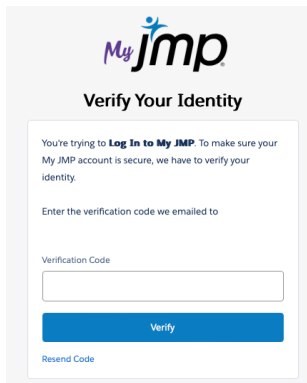 My jmp
Verify Your Identity
You're trying to Log In to My JMP. To make sure your
My JMP account is secure, we have to verify your
identity.
Enter the verification code we emailed to
Verification Code
Verify
Resend Code